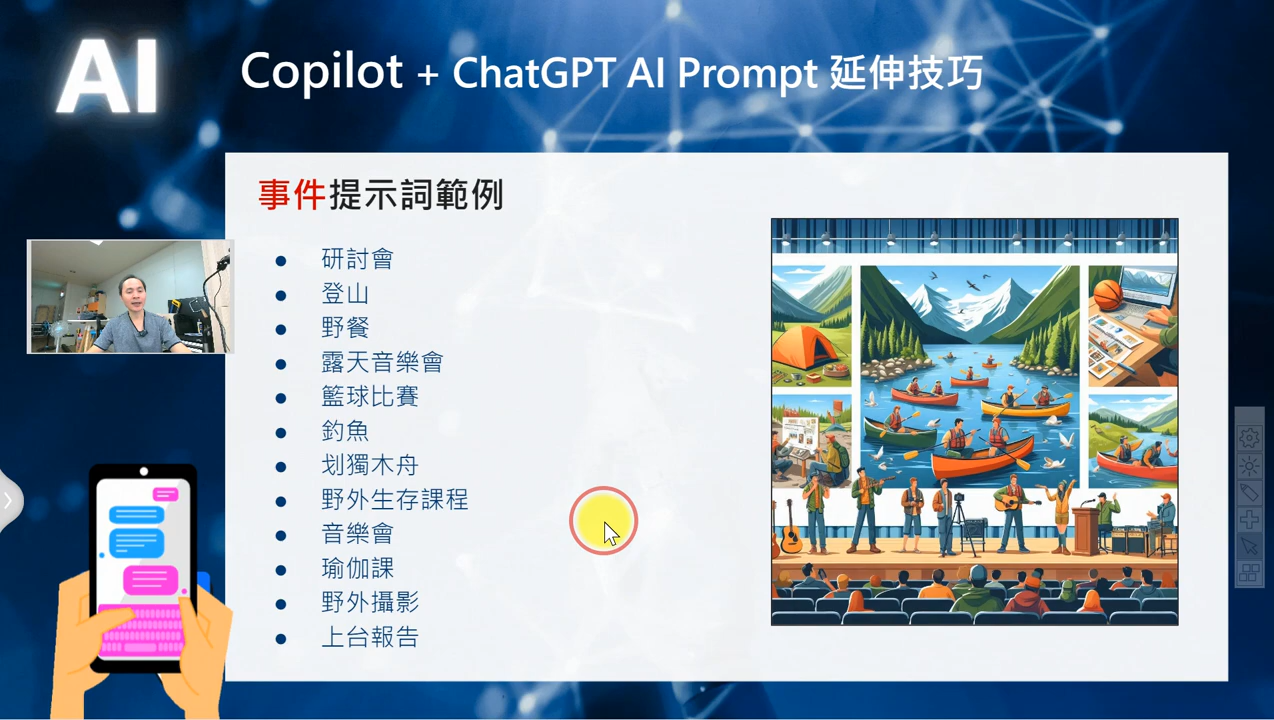 AI
Copilot + ChatGPT AI Prompt 延伸技巧
事件提示詞範例
研討會
登山
野餐
露天音樂會
籃球比賽
釣魚
划獨木舟
野外生存課程
音樂會
瑜伽課
野外攝影
上台報告